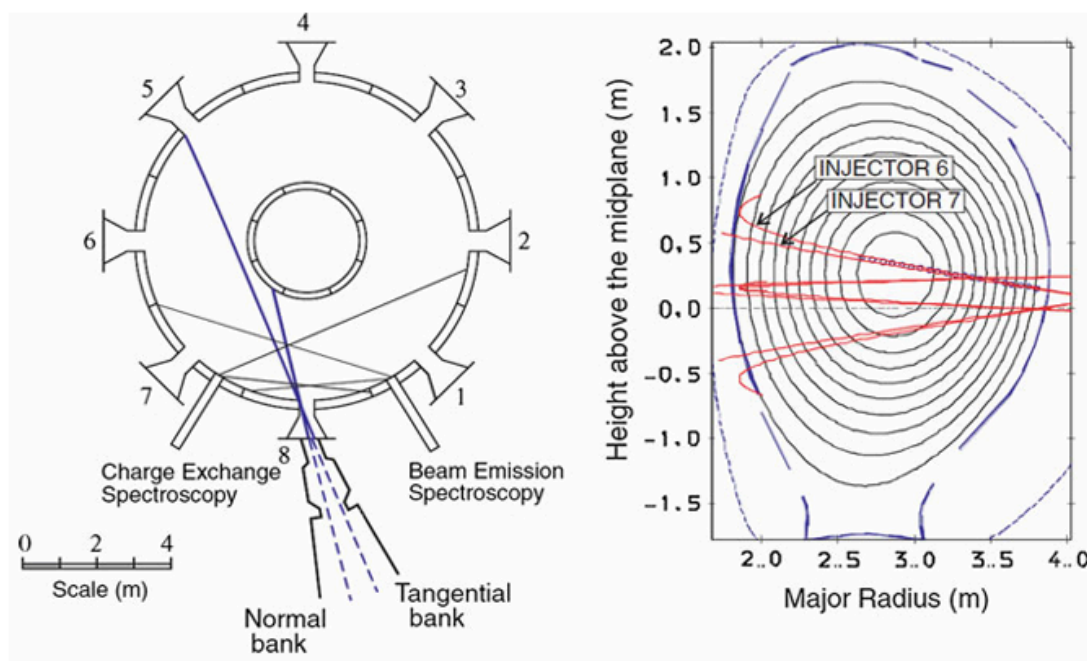 4
5
3
6
2
7
1
8
Charge Exchange
Spectroscopy
Beam Emission
Spectroscopy
0 2 4
Scale (m)
Normal
bank
Tangential
bank
Height above the midplane (m)
2.0
1.5
1.0
0.5
0.0
-0.5
-1.0
-1.5
INJECTOR 6
INJECTOR 7
2.0 2.5 3.0 3.5 4.0
Major Radius (m)